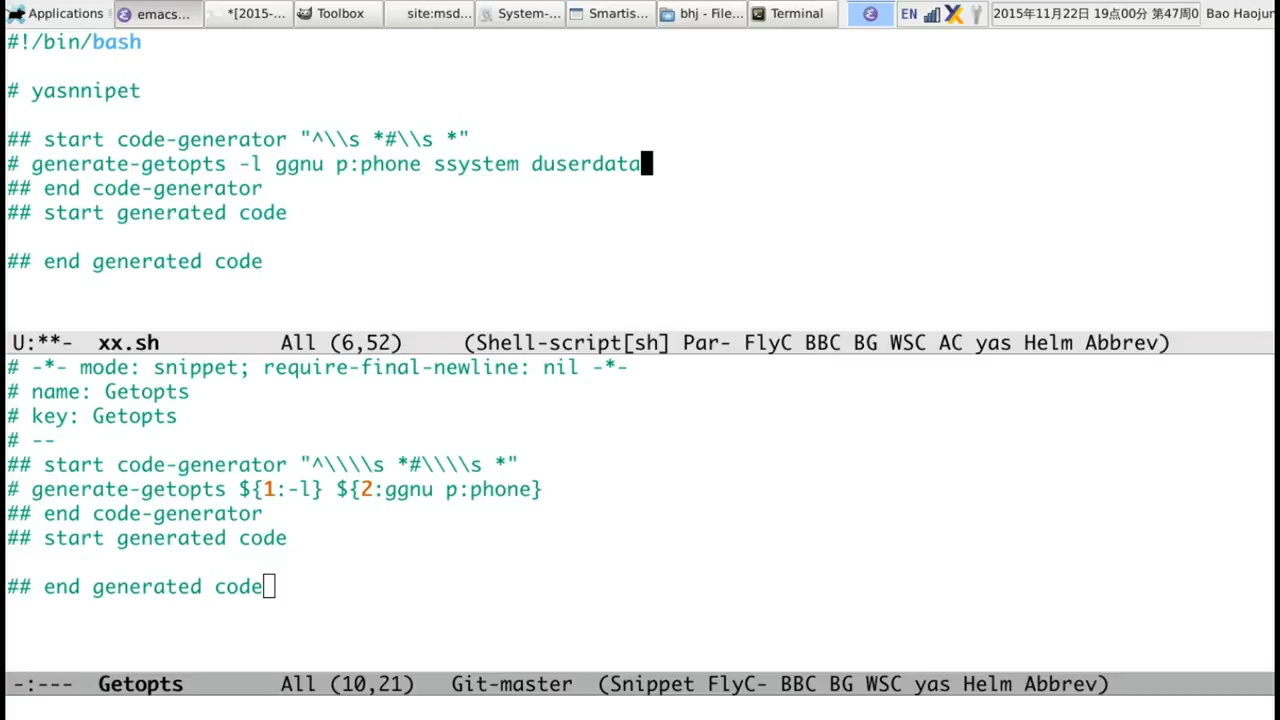 Applications emacs... *[2015-... Toolbox site:msd... System-... Smartis... bhj - File... Terminal EN 2015年11月22日 19点00分 第47周0 Bao Haojun
#!/bin/bash
# yasnnipet
## start code-generator "^\\s *#\\s *"
# generate-getopts -l ggnu p:phone ssystem duserdata
## end code-generator
## start generated code
## end generated code
U:**- xx.sh All (6,52) (Shell-script[sh] Par- FlyC BBC BG WSC AC yas Helm Abbrev)
# -*- mode: snippet; require-final-newline: nil -*-
# name: Getopts
# key: Getopts
# --
## start code-generator "^\\\\s *#\\\\s *"
# generate-getopts ${1:-l} ${2:ggnu p:phone}
## end code-generator
## start generated code
## end generated code
-:--- Getopts All (10,21) Git-master (Snippet FlyC- BBC BG WSC yas Helm Abbrev)